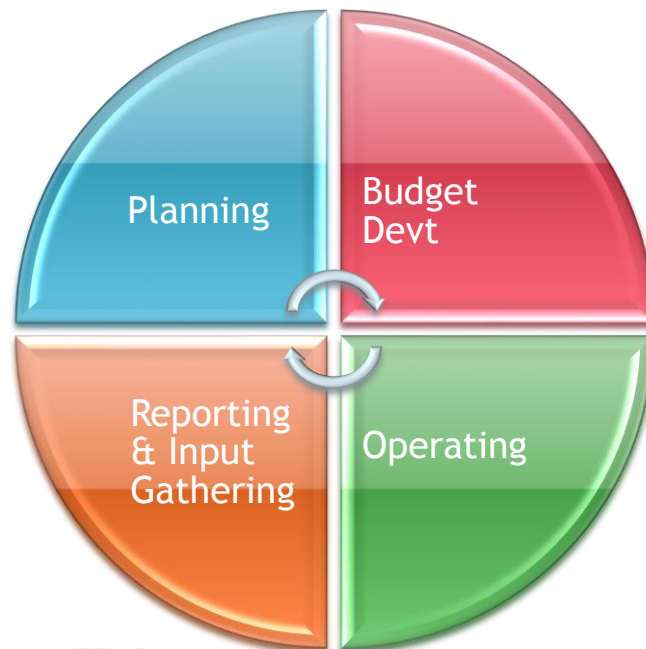 Planning
Budget
Devt
Reporting
& Input
Gathering
Operating